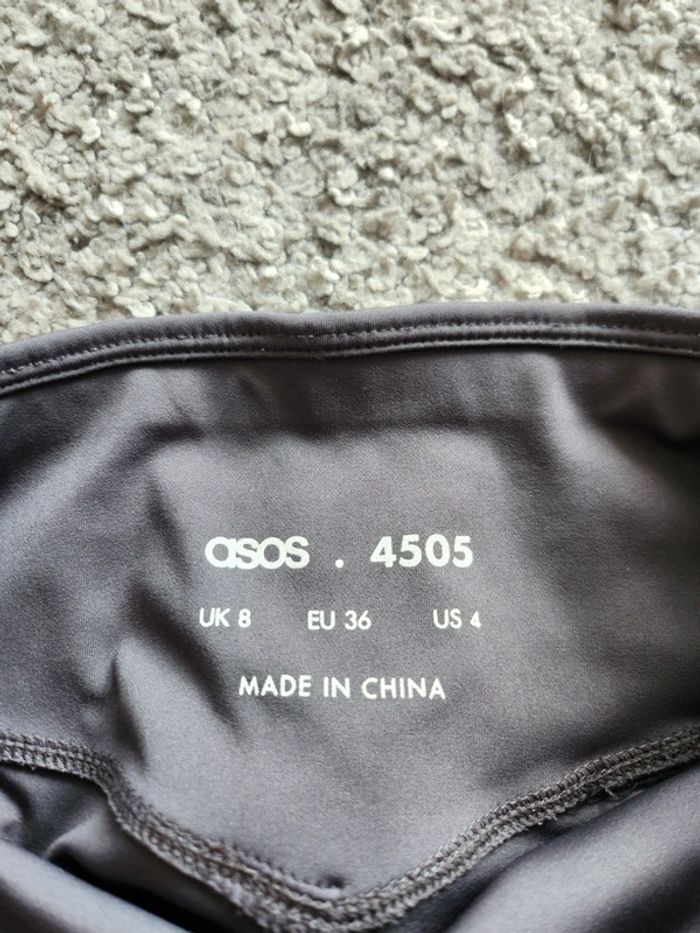 asos . 4505
UK 8 EU 36 US 4
MADE IN CHINA